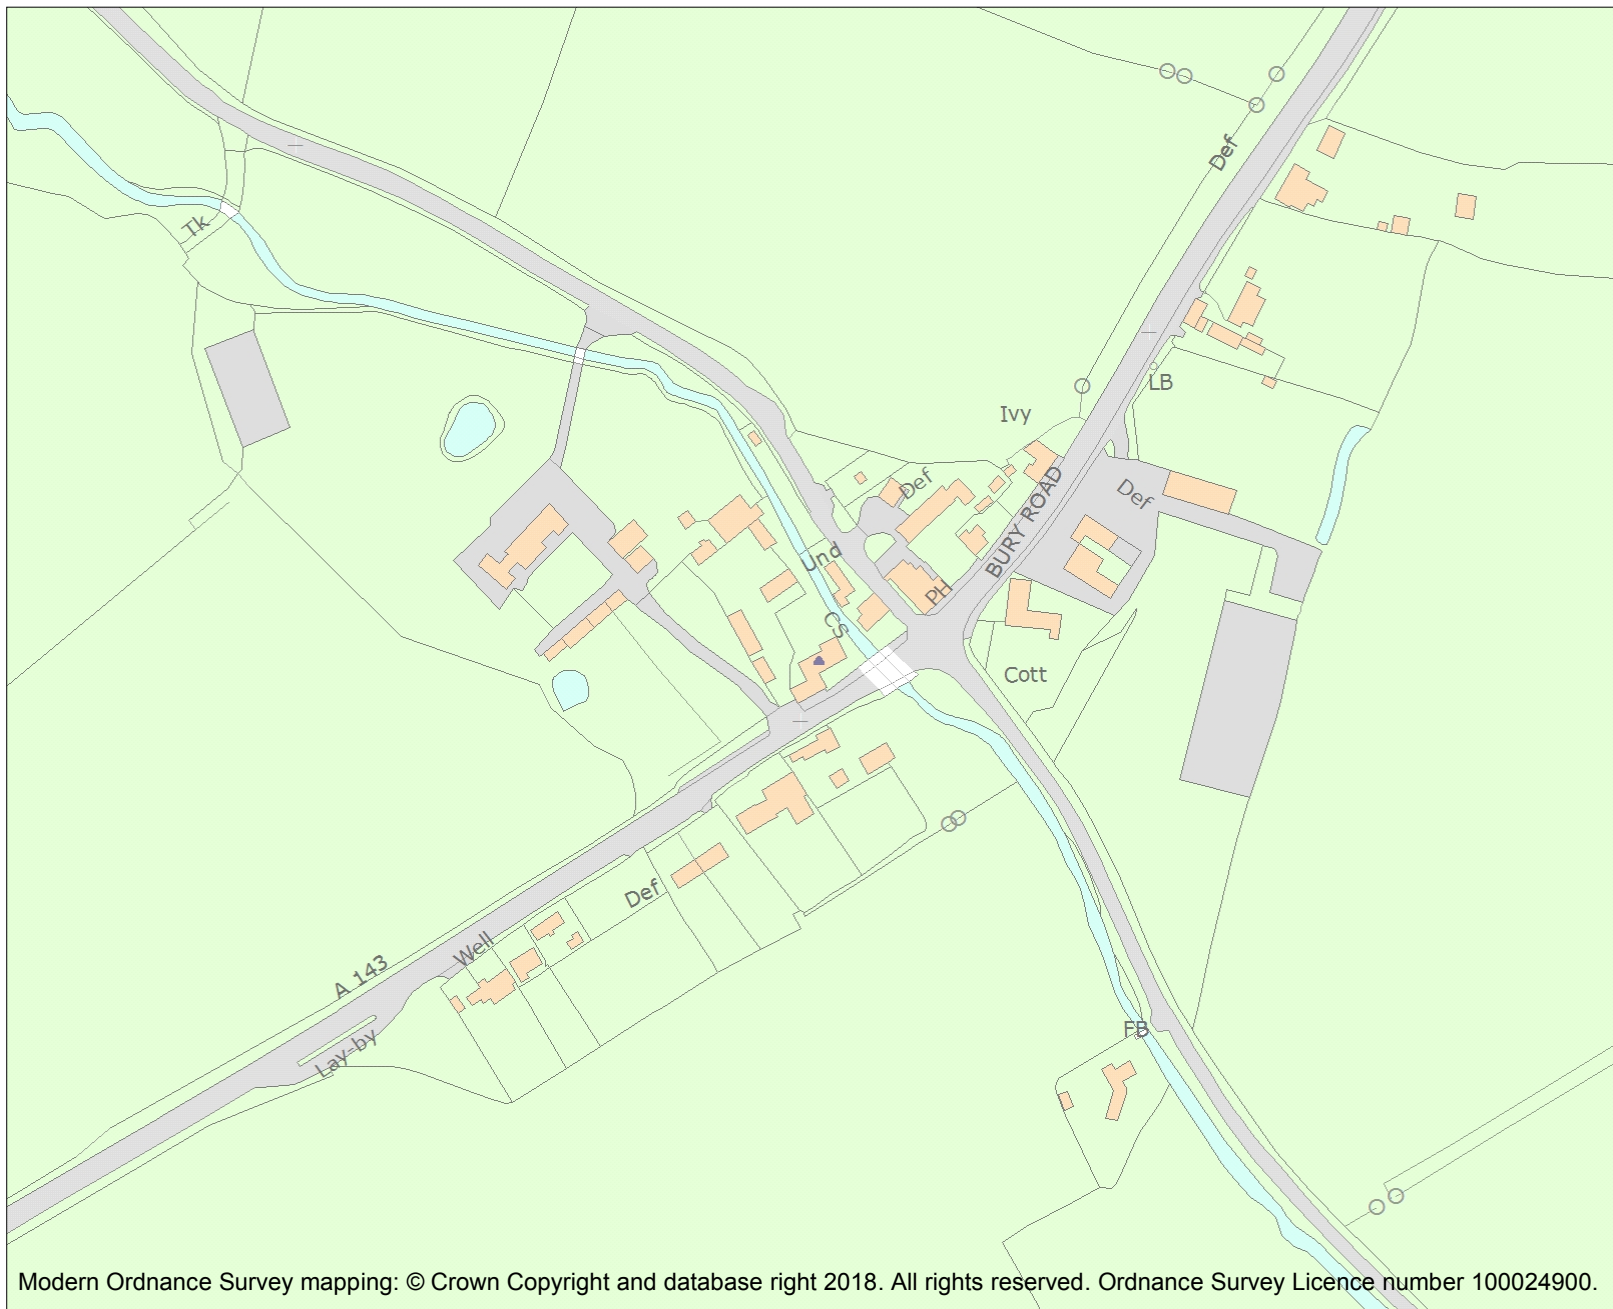 Def
Tk
LB
Ivy
Def
BURY ROAD
Def
Und
PH
CS
Cott
Def
Well
A 143
Lay-by
FB
Modern Ordnance Survey mapping: © Crown Copyright and database right 2018. All rights reserved. Ordnance Survey Licence number 100024900.